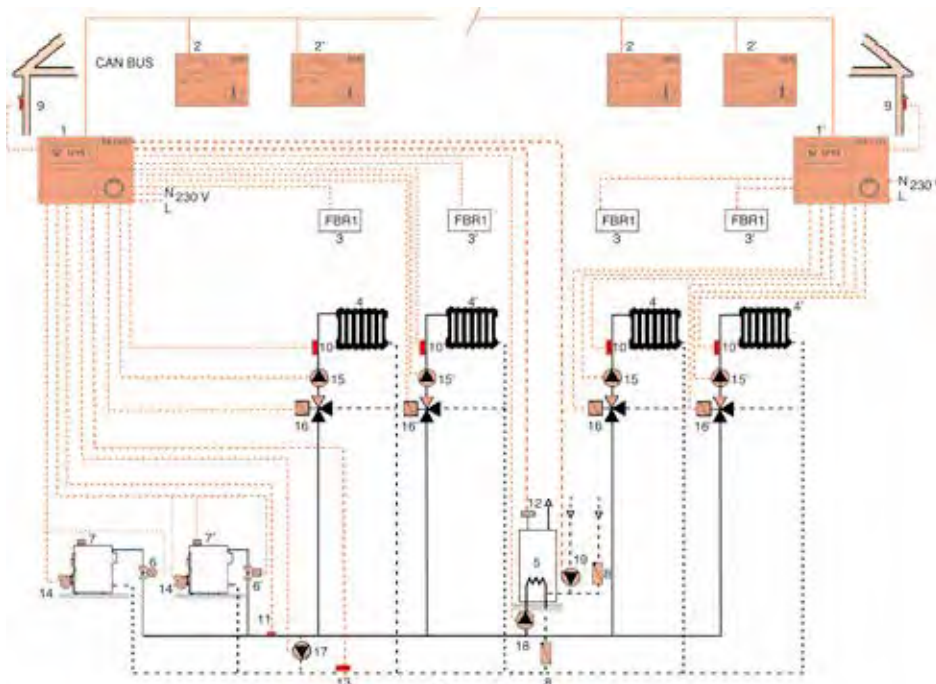 2 2' 2 2'
CAN BUS
9 9
1 1'
N 230 V
L
N 230 V
L
FBR1 FBR1 FBR1 FBR1
3 3' 3 3'
4 4' 4 4'
10 10 10 10
15 15' 15 15'
16 16 16 16
12
7 7' 6 5 19 8
14 14 6
11
17 18
13 8